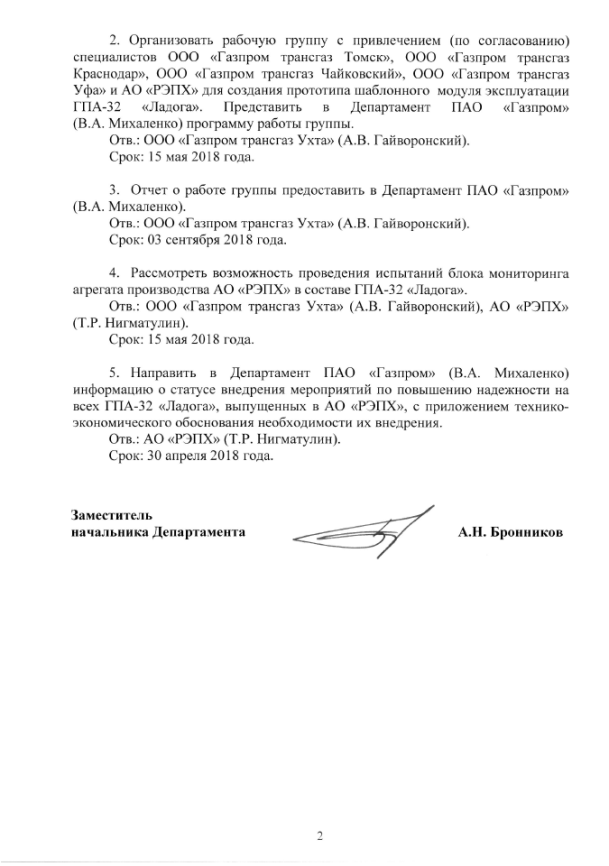 2. Организовать рабочую группу с привлечением (по согласованию)
специалистов ООО «Газпром трансгаз Томск», ООО «Газпром трансгаз
Краснодар», ООО «Газпром трансгаз Чайковский», ООО «Газпром трансгаз
Уфа» и АО «РЭПХ» для создания прототипа шаблонного модуля эксплуатации
ГПА-32 «Ладога». Представить в Департамент ПАО «Газпром»
(В.А. Михаленко) программу работы группы.
Отв.: ООО «Газпром трансгаз Ухта» (А.В. Гайворонский).
Срок: 15 мая 2018 года.
3. Отчет о работе группы предоставить в Департамент ПАО «Газпром»
(В.А. Михаленко).
Отв.: ООО «Газпром трансгаз Ухта» (А.В. Гайворонский).
Срок: 03 сентября 2018 года.
4. Рассмотреть возможность проведения испытаний блока мониторинга
агрегата производства АО «РЭПХ» в составе ГПА-32 «Ладога».
Отв.: ООО «Газпром трансгаз Ухта» (А.В. Гайворонский), АО «РЭПХ»
(Т.Р. Нигматулин).
Срок: 15 мая 2018 года.
5. Направить в Департамент ПАО «Газпром» (В.А. Михаленко)
информацию о статусе внедрения мероприятий по повышению надежности на
всех ГПА-32 «Ладога», выпущенных в АО «РЭПХ», с приложением технико-
экономического обоснования необходимости их внедрения.
Отв.: АО «РЭПХ» (Т.Р. Нигматулин).
Срок: 30 апреля 2018 года.
Заместитель
начальника Департамента А.Н. Бронников
2